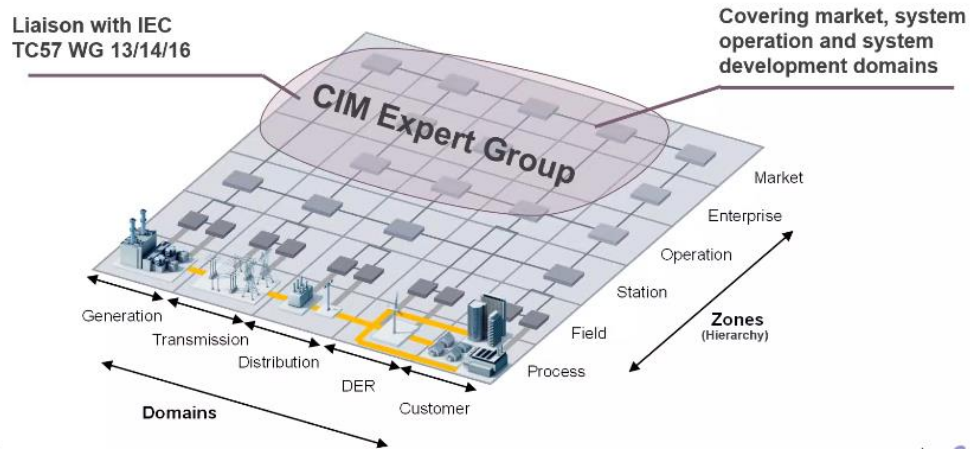 Liaison with IEC
TC57 WG 13/14/16
Covering market, system
operation and system
development domains
CIM Expert Group
Market
Enterprise
Operation
Station
Field
Process
Zones
(Hierarchy)
Generation
Transmission
Distribution
DER
Customer
Domains